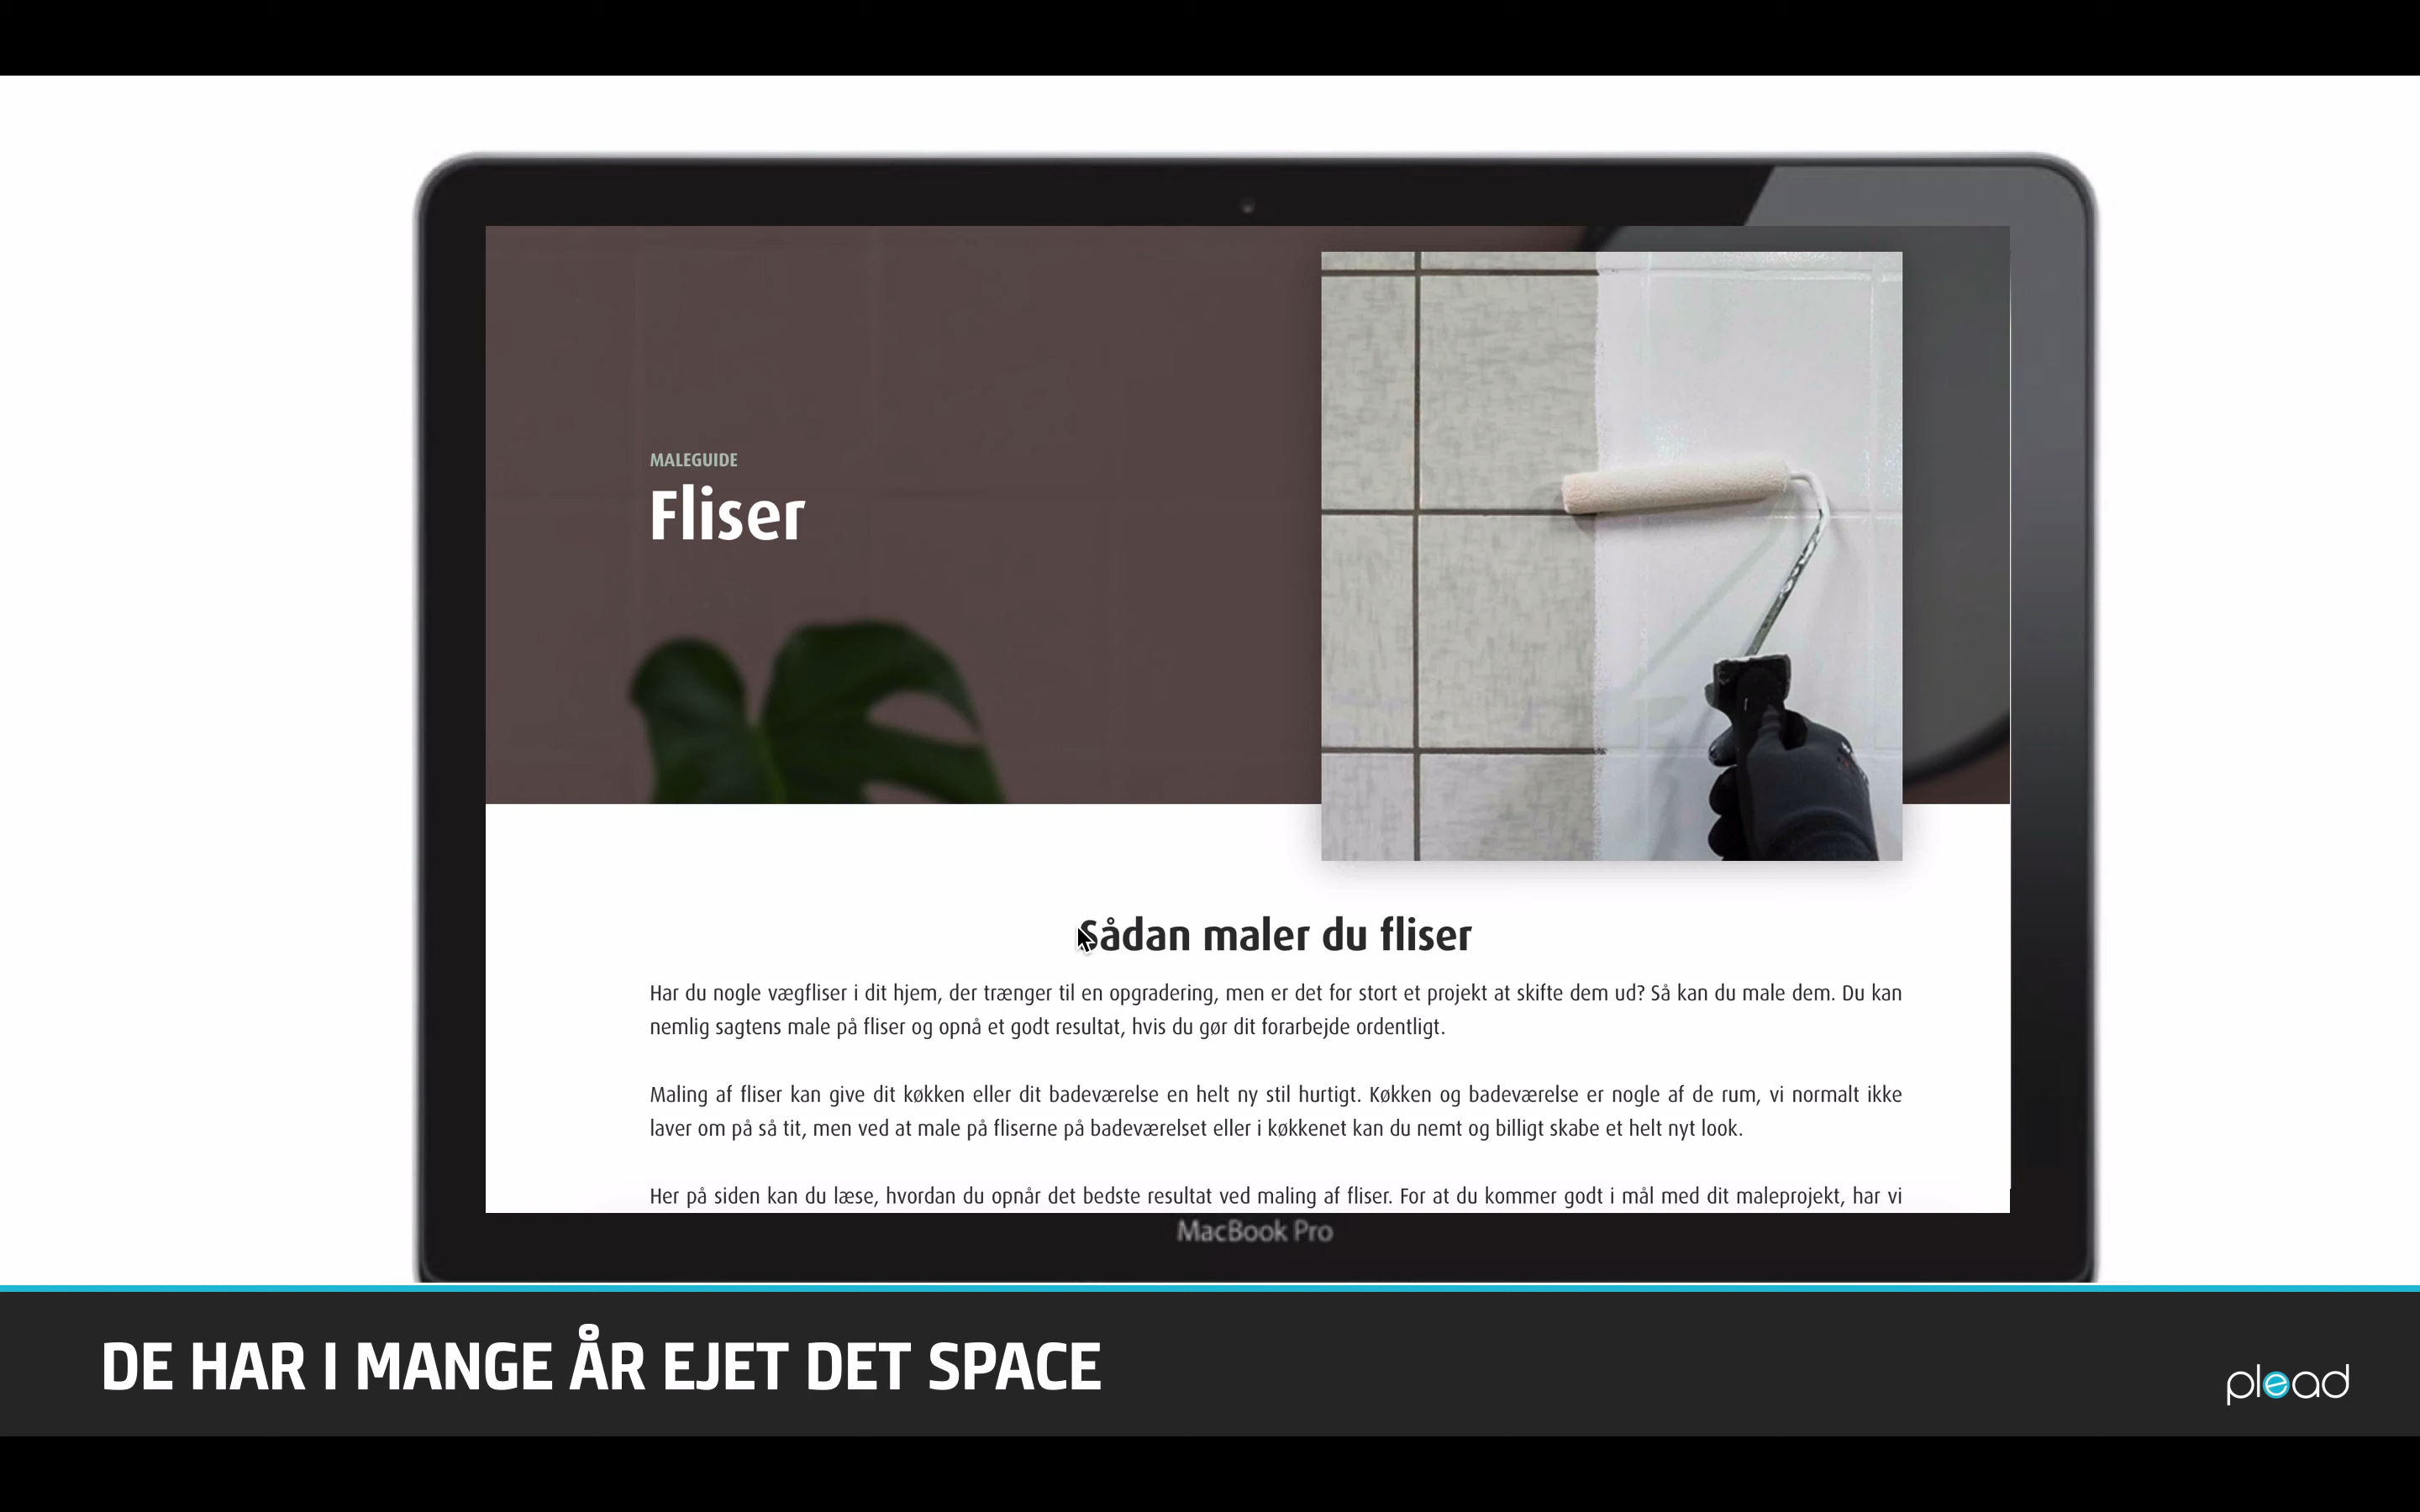 MALEGUIDE
Fliser
Sådan maler du fliser
Har du nogle vægfliser i dit hjem, der trænger til en opgradering, men er det for stort et projekt at skifte dem ud? Så kan du male dem. Du kan
nemlig sagtens male på fliser og opnå et godt resultat, hvis du gør dit forarbejde ordentligt.
Maling af fliser kan give dit køkken eller dit badeværelse en helt ny stil hurtigt. Køkken og badeværelse er nogle af de rum, vi normalt ikke
laver om på så tit, men ved at male på fliserne på badeværelset eller i køkkenet kan du nemt og billigt skabe et helt nyt look.
Her på siden kan du læse, hvordan du opnår det bedste resultat ved maling af fliser. For at du kommer godt i mål med dit maleprojekt, har vi
MacBook Pro
DE HAR I MANGE ÅR EJET DET SPACE
plead